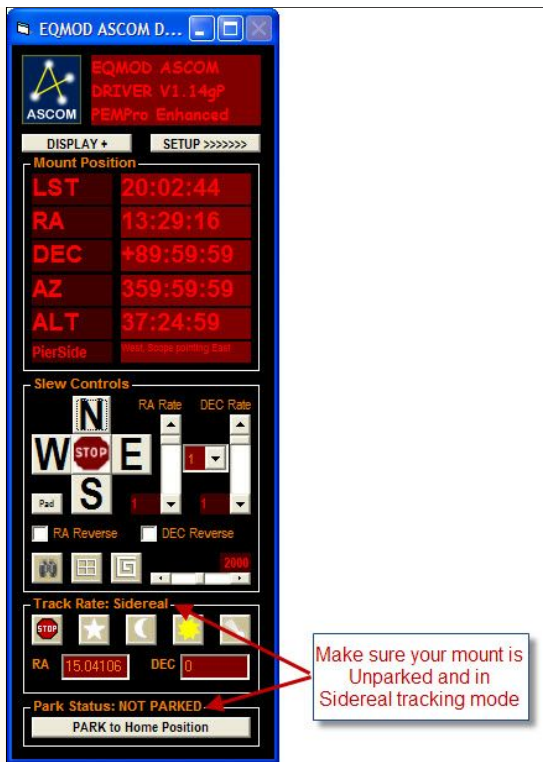 EQMOD ASCOM D...
EQMOD ASCOM
DRIVER V1.14gP
PEMPro Enhanced
ASCOM
DISPLAY + SETUP >>>>>>>
Mount Position
LST 20:02:44
RA 13:29:16
DEC +89:59:59
AZ 359:59:59
ALT 37:24:59
PierSide West, Scope pointing East
Slew Controls
RA Rate DEC Rate
N
W STOP E
1
Pad S 1 1
RA Reverse DEC Reverse
2000
Track Rate: Sidereal
STOP
RA 15.04106 DEC 0
Park Status: NOT PARKED
PARK to Home Position
Make sure your mount is
Unparked and in
Sidereal tracking mode